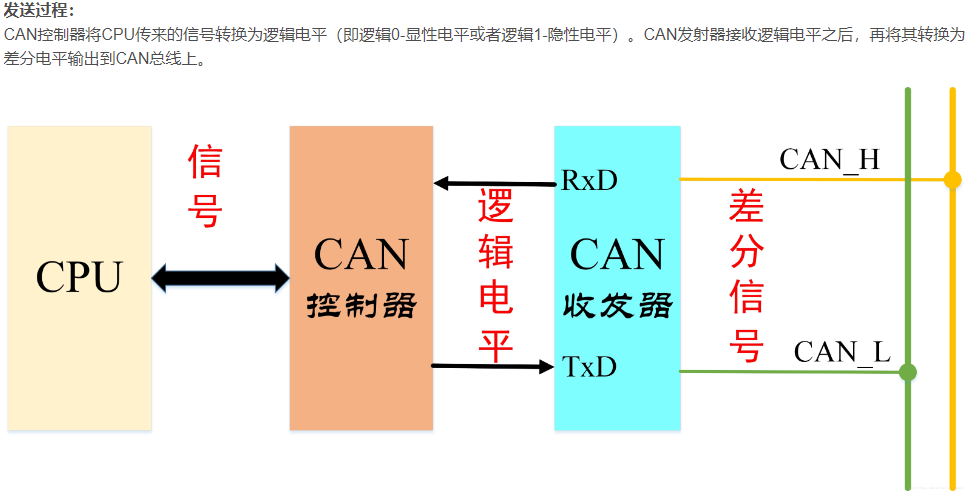 发送过程：
CAN控制器将CPU传来的信号转换为逻辑电平（即逻辑0-显性电平或者逻辑1-隐性电平）。CAN发射器接收逻辑电平之后，再将其转换为
差分电平输出到CAN总线上。
CPU
信号
CAN
控制器
逻辑电平
RxD
CAN
收发器
TxD
差分信号
CAN_H
CAN_L